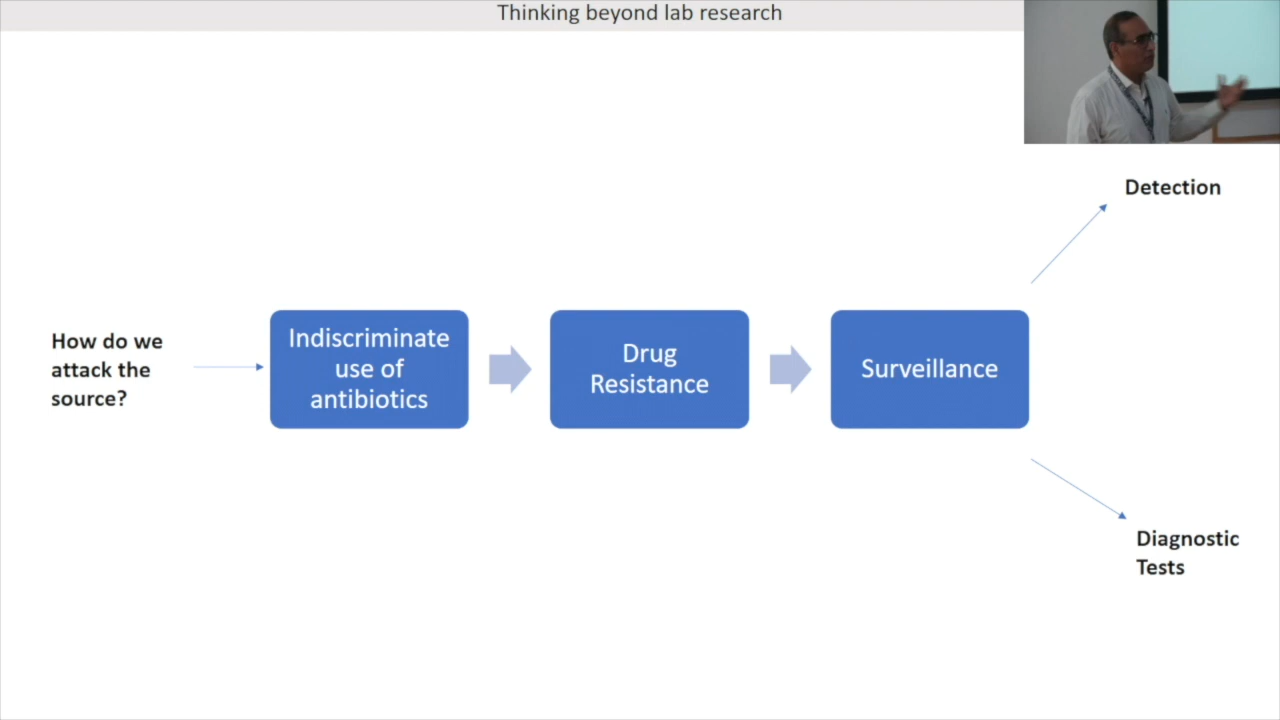 Thinking beyond lab research
Detection
How do we
attack the
source?
Indiscriminate
use of
antibiotics
Drug
Resistance
Surveillance
Diagnostic
Tests